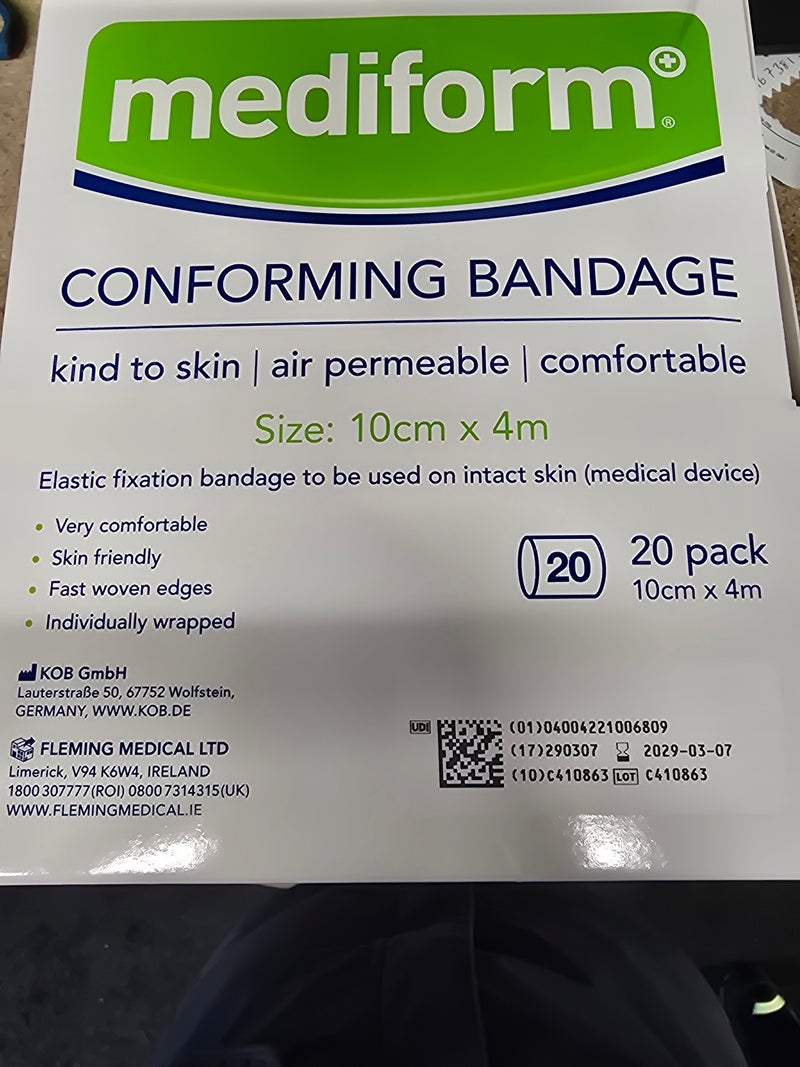 mediform®
CONFORMING BANDAGE
kind to skin | air permeable | comfortable
Size: 10cm x 4m
Elastic fixation bandage to be used on intact skin (medical device)
• Very comfortable
• Skin friendly
• Fast woven edges
• Individually wrapped
20 20 pack
10cm x 4m
KOB GmbH
Lauterstraße 50, 67752 Wolfstein,
GERMANY, WWW.KOB.DE
FLEMING MEDICAL LTD
Limerick, V94 K6W4, IRELAND
1800 307777(ROI) 0800 7314315(UK)
WWW.FLEMINGMEDICAL.IE
UDI (01)04004221006809
(17)290307 2029-03-07
(10)C410863 LOT C410863